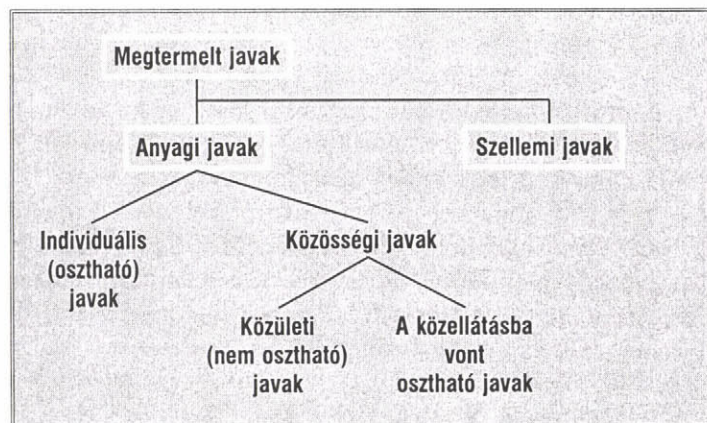 Megtermelt javak
Anyagi javak
Szellemi javak
Individuális
(osztható)
javak
Közösségi javak
Közületi
(nem osztható)
javak
A közellátásba
vont
osztható javak